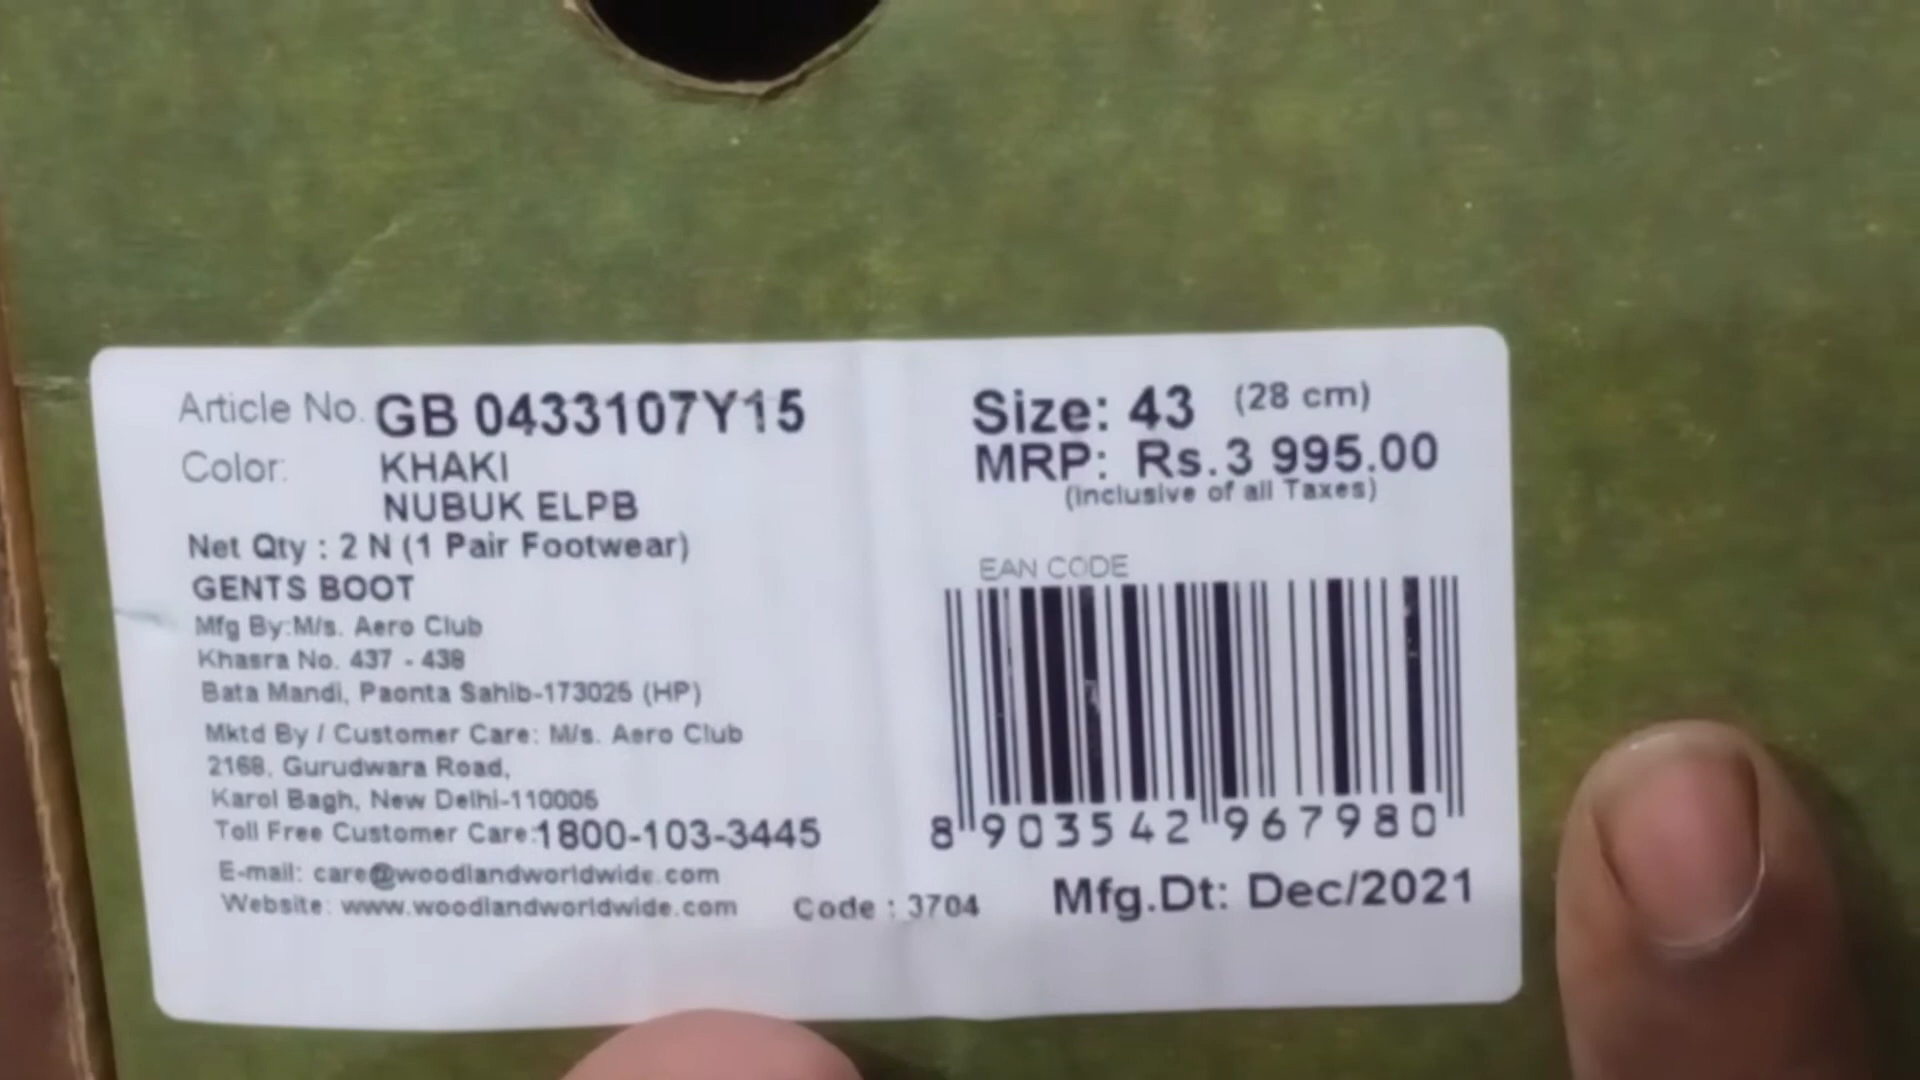 Article No. GB 0433107Y15
Color: KHAKI
NUBUK ELPB
Net Qty : 2 N (1 Pair Footwear)
GENTS BOOT
Mfg By:M/s. Aero Club
Khasra No. 437 - 438
Bata Mandi, Paonta Sahib-173025 (HP)
Mktd By / Customer Care: M/s. Aero Club
2168, Gurudwara Road,
Karol Bagh, New Delhi-110005
Toll Free Customer Care:1800-103-3445
E-mail: care@woodlandworldwide.com
Website: www.woodlandworldwide.com
Code : 3704
Size: 43 (28 cm)
MRP: Rs.3 995.00
(Inclusive of all Taxes)
EAN CODE
8 903542 967980
Mfg.Dt: Dec/2021